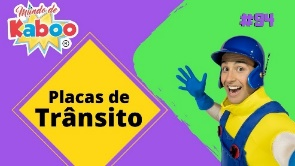 Mundo de
Kaboo
#94
Placas de
Trânsito